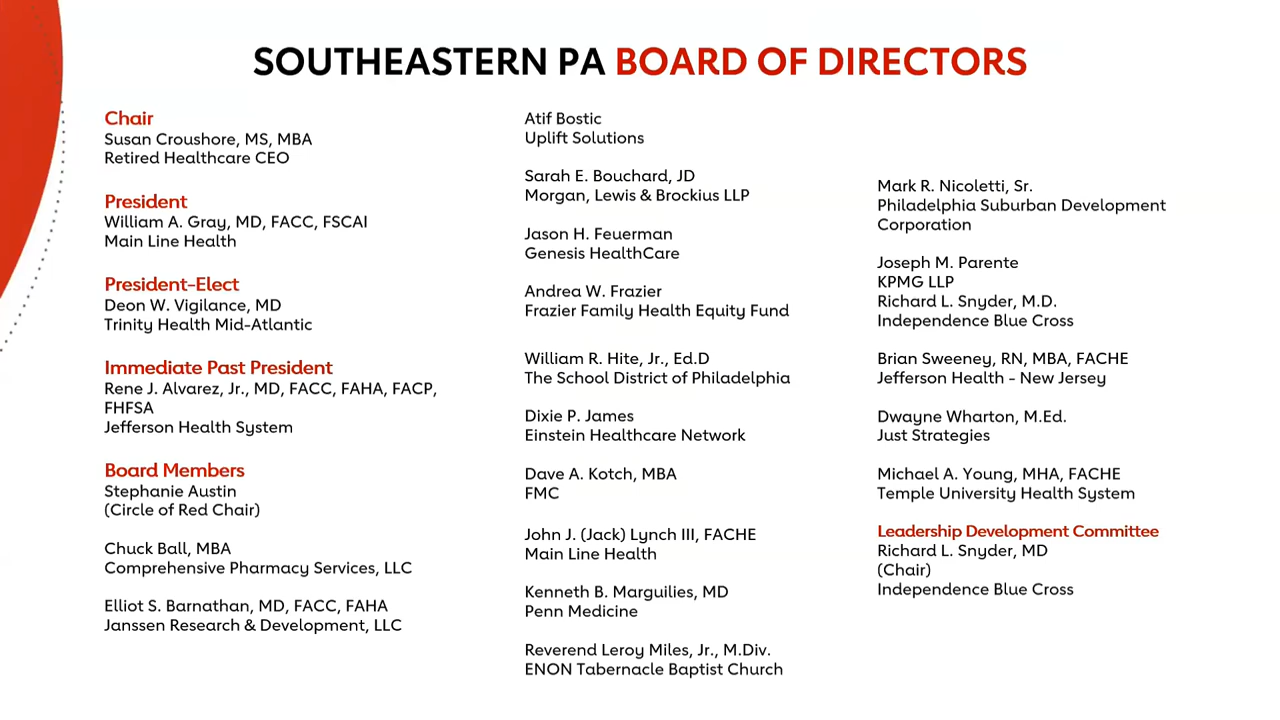 SOUTHEASTERN PA BOARD OF DIRECTORS
Chair
Susan Croushore, MS, MBA
Retired Healthcare CEO
President
William A. Gray, MD, FACC, FSCAI
Main Line Health
President-Elect
Deon W. Vigilance, MD
Trinity Health Mid-Atlantic
Immediate Past President
Rene J. Alvarez, Jr., MD, FACC, FAHA, FACP,
FHFSA
Jefferson Health System
Board Members
Stephanie Austin
(Circle of Red Chair)
Chuck Ball, MBA
Comprehensive Pharmacy Services, LLC
Elliot S. Barnathan, MD, FACC, FAHA
Janssen Research & Development, LLC
Atif Bostic
Uplift Solutions
Sarah E. Bouchard, JD
Morgan, Lewis & Brockius LLP
Jason H. Feuerman
Genesis HealthCare
Andrea W. Frazier
Frazier Family Health Equity Fund
William R. Hite, Jr., Ed.D
The School District of Philadelphia
Dixie P. James
Einstein Healthcare Network
Dave A. Kotch, MBA
FMC
John J. (Jack) Lynch III, FACHE
Main Line Health
Kenneth B. Marguilies, MD
Penn Medicine
Reverend Leroy Miles, Jr., M.Div.
ENON Tabernacle Baptist Church
Mark R. Nicoletti, Sr.
Philadelphia Suburban Development
Corporation
Joseph M. Parente
KPMG LLP
Richard L. Snyder, M.D.
Independence Blue Cross
Brian Sweeney, RN, MBA, FACHE
Jefferson Health - New Jersey
Dwayne Wharton, M.Ed.
Just Strategies
Michael A. Young, MHA, FACHE
Temple University Health System
Leadership Development Committee
Richard L. Snyder, MD
(Chair)
Independence Blue Cross